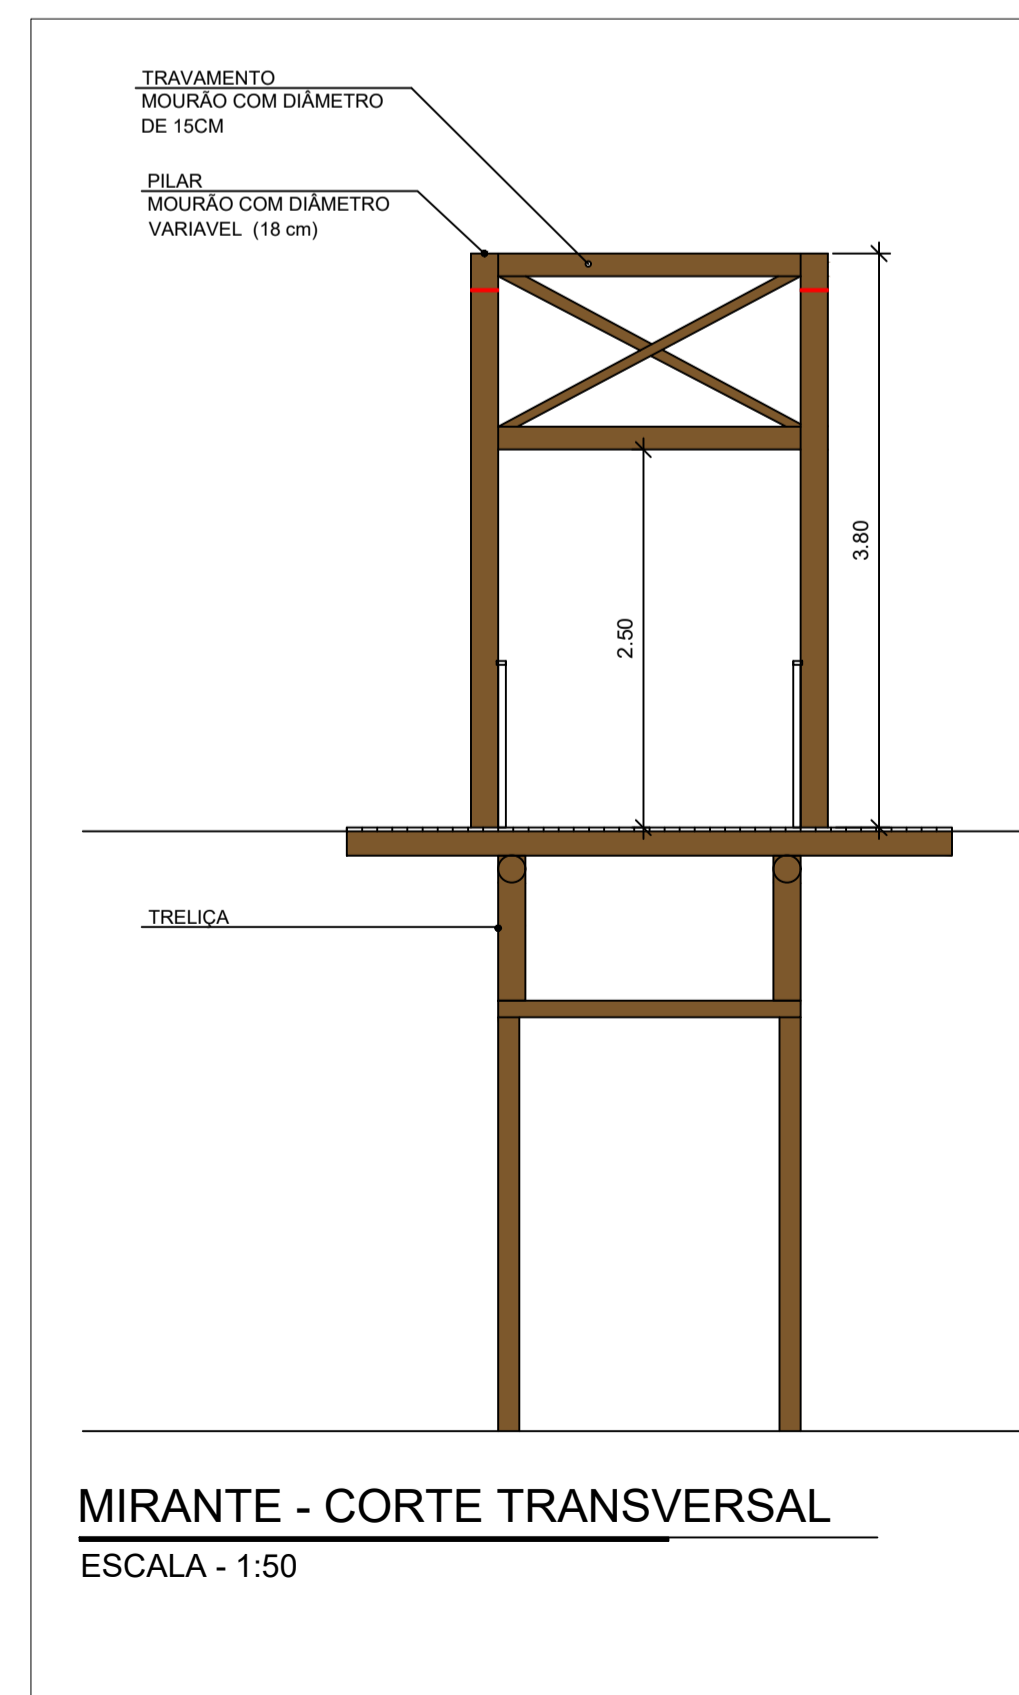 TRAVAMENTO
MOURÃO COM DIÂMETRO
DE 15CM
PILAR
MOURÃO COM DIÂMETRO
VARIAVEL (18 cm)
3.80
2.50
TRELIÇA
MIRANTE - CORTE TRANSVERSAL
ESCALA - 1:50